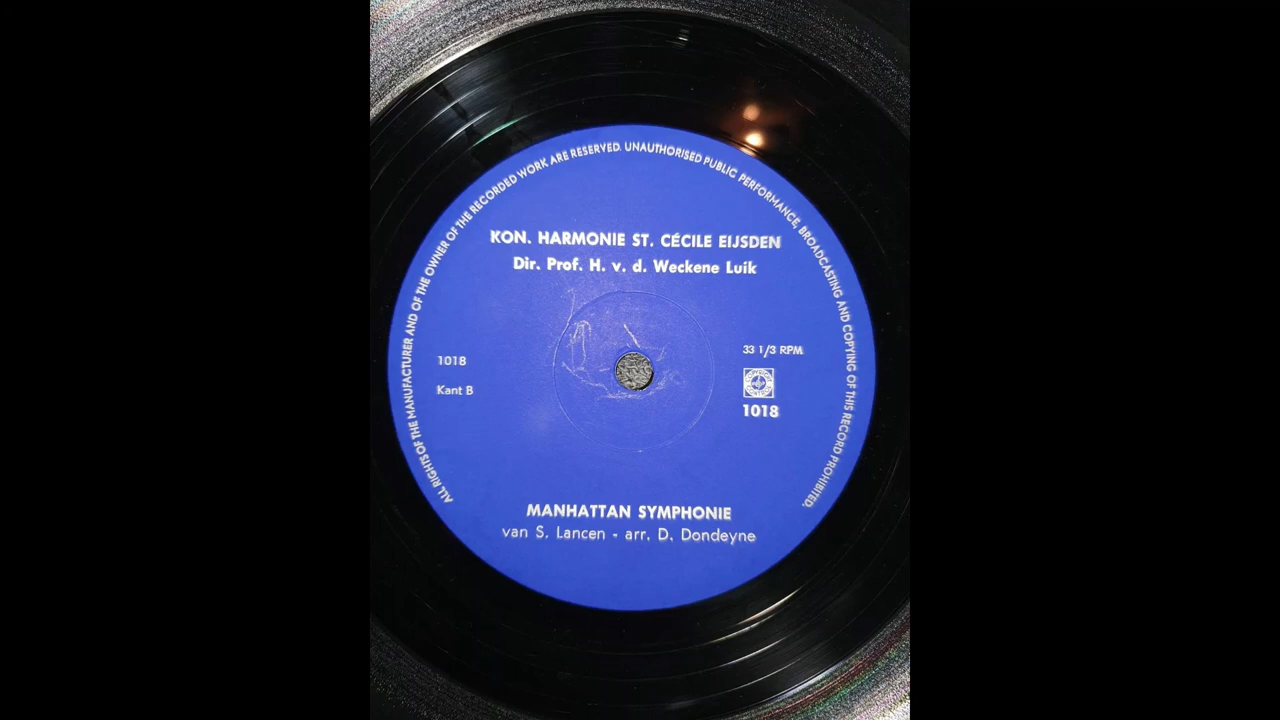 ALL RIGHTS OF THE MANUFACTURER AND OF THE OWNER OF THE RECORDED WORK ARE RESERVED. UNAUTHORISED PUBLIC PERFORMANCE, BROADCASTING AND COPYING OF THIS RECORD PROHIBITED.
KON. HARMONIE ST. CÉCILE EIJSDEN
Dir. Prof. H. v. d. Weckene Luik
1018
Kant B
33 1/3 RPM
1018
MANHATTAN SYMPHONIE
van S. Lancen - arr. D. Dondeyne